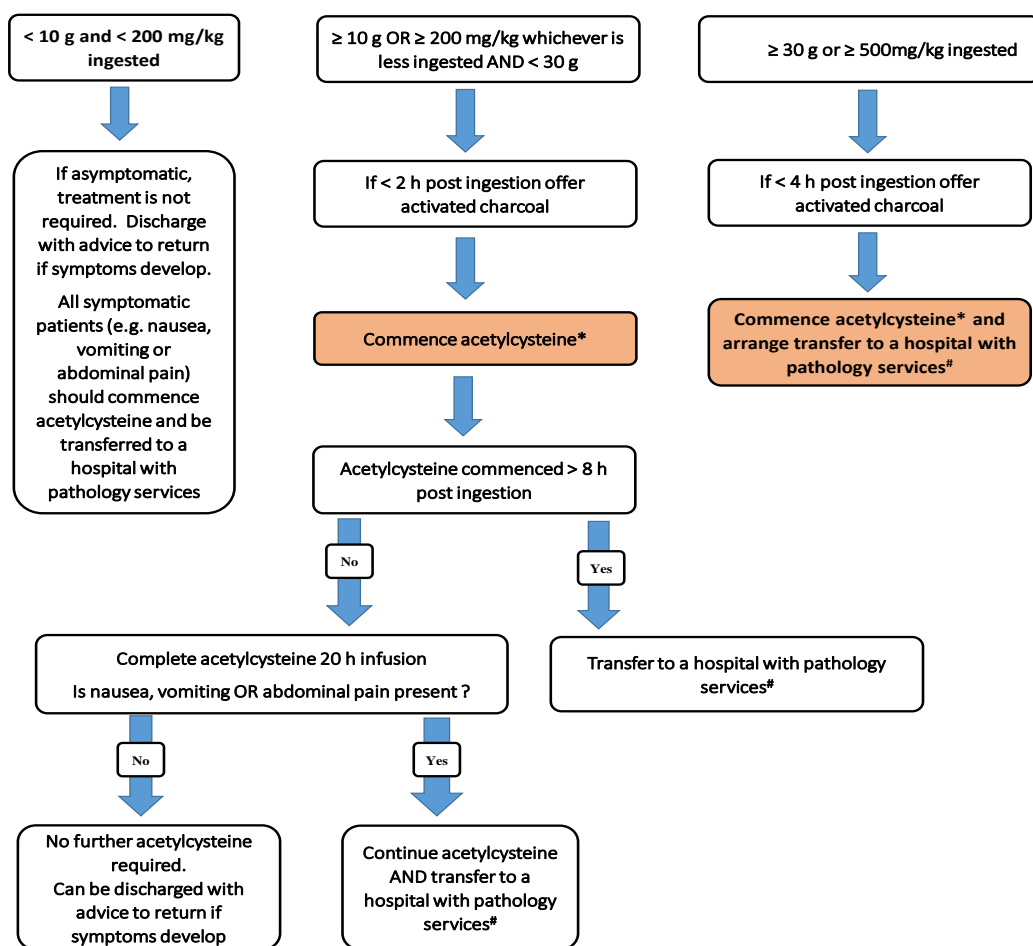 < 10 g and < 200 mg/kg
ingested
≥ 10 g OR ≥ 200 mg/kg whichever is
less ingested AND < 30 g
≥ 30 g or ≥ 500mg/kg ingested
If asymptomatic,
treatment is not
required. Discharge
with advice to return
if symptoms develop.
All symptomatic
patients (e.g. nausea,
vomiting or
abdominal pain)
should commence
acetylcysteine and be
transferred to a
hospital with
pathology services
If < 2 h post ingestion offer
activated charcoal
If < 4 h post ingestion offer
activated charcoal
Commence acetylcysteine*
Commence acetylcysteine* and
arrange transfer to a hospital with
pathology services#
Acetylcysteine commenced > 8 h
post ingestion
No
Yes
Complete acetylcysteine 20 h infusion
Is nausea, vomiting OR abdominal pain present ?
Transfer to a hospital with pathology
services#
No
Yes
No further acetylcysteine
required.
Can be discharged with
advice to return if
symptoms develop
Continue acetylcysteine
AND transfer to a
hospital with pathology
services#